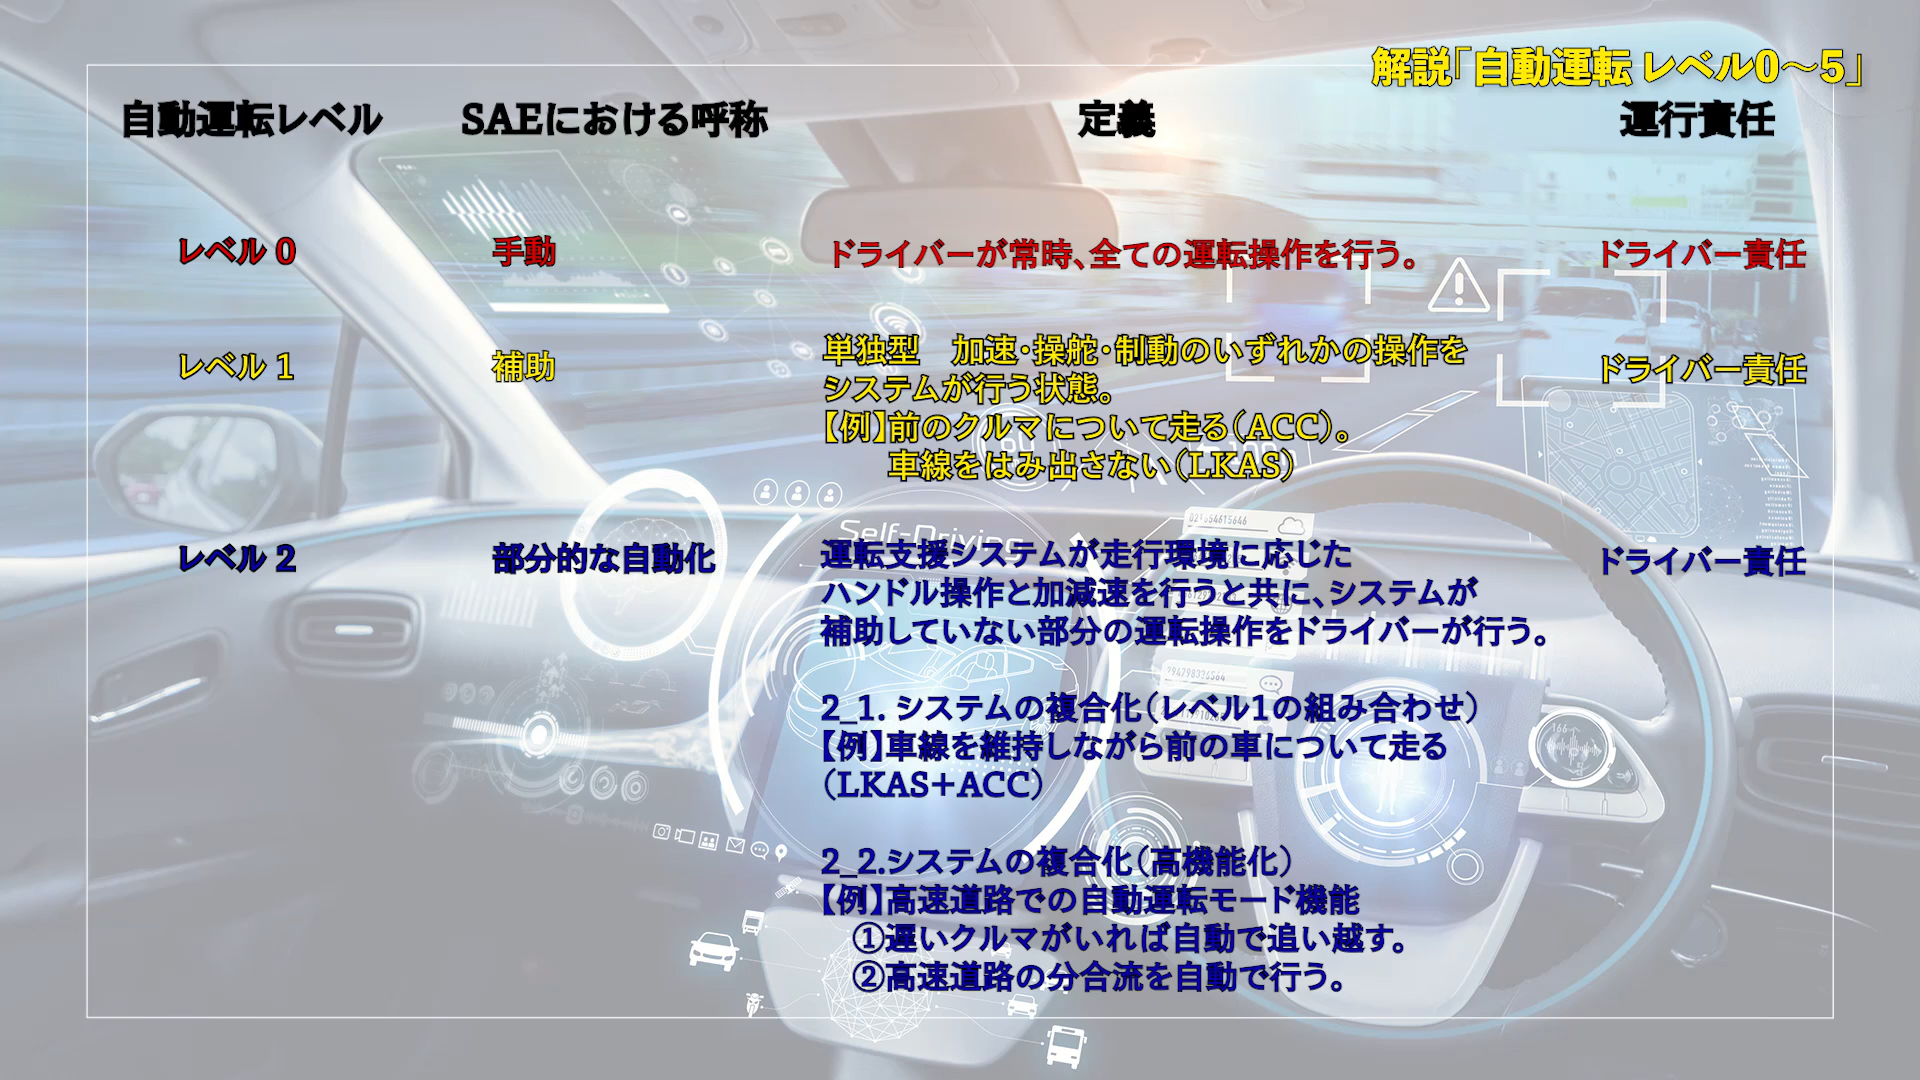 解説「自動運転 レベル0～5」
自動運転レベル SAEにおける呼称 定義 運行責任
レベル 0 手動 ドライバーが常時、全ての運転操作を行う。 ドライバー責任
レベル 1 補助 単独型　加速・操舵・制動のいずれかの操作を ドライバー責任
システムが行う状態。
【例】前のクルマについて走る（ACC）。
車線をはみ出さない（LKAS）
Self-Driving
021654615646
レベル 2 部分的な自動化 運転支援システムが走行環境に応じた ドライバー責任
ハンドル操作と加減速を行うと共に、システムが
補助していない部分の運転操作をドライバーが行う。
2_1. システムの複合化（レベル1の組み合わせ）
【例】車線を維持しながら前の車について走る
（LKAS+ACC）
2_2.システムの複合化（高機能化）
【例】高速道路での自動運転モード機能
①遅いクルマがいれば自動で追い越す。
②高速道路の分合流を自動で行う。